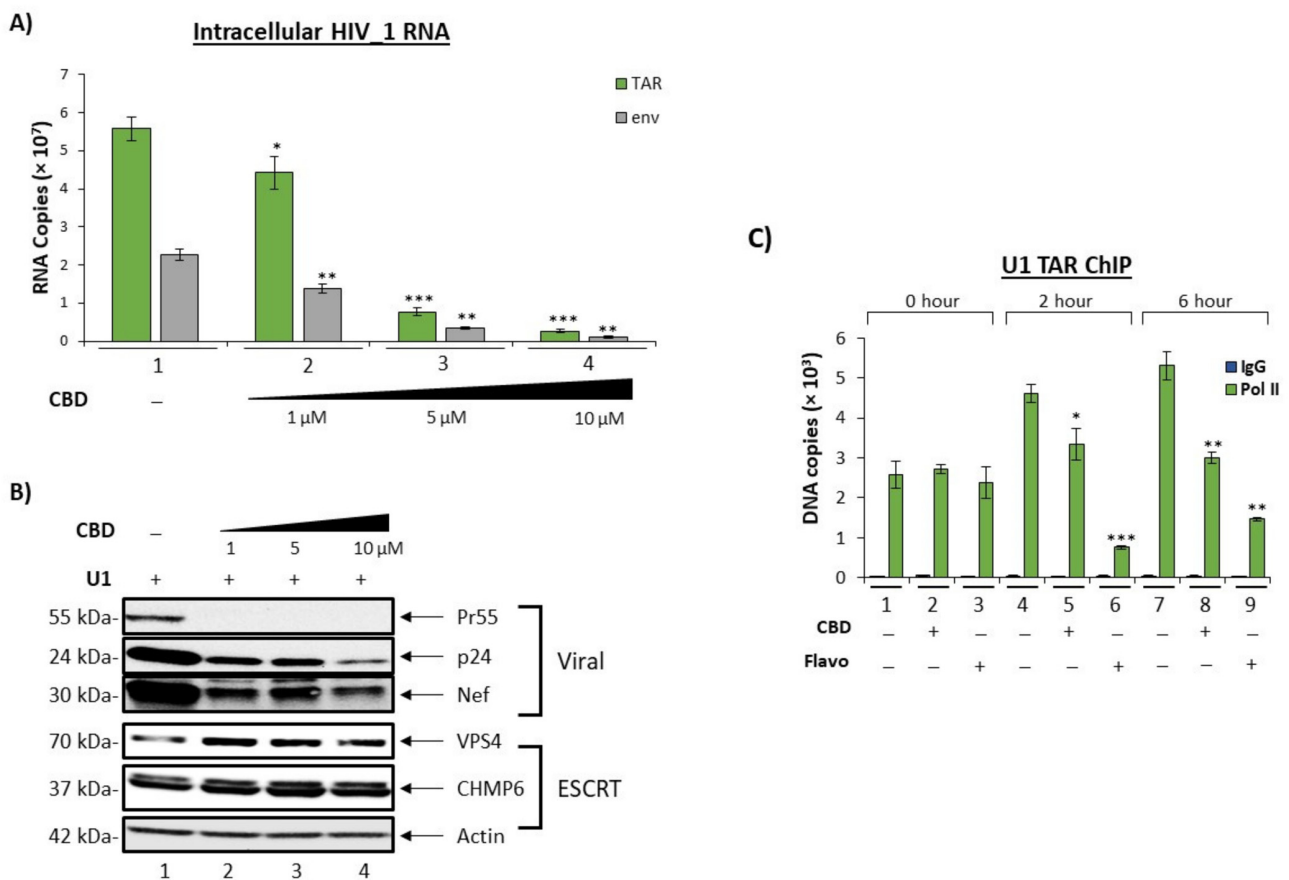 A)
Intracellular HIV_1 RNA
RNA Copies (× 10⁷)
7
6
5
4
3
2
1
0
TAR
env
*
**
***
**
***
**
1 2 3 4
CBD – 1 µM 5 µM 10 µM
B)
CBD – 1 5 10 µM
U1 + + + +
55 kDa- Pr55
24 kDa- p24
30 kDa- Nef
Viral
70 kDa- VPS4
37 kDa- CHMP6
ESCRT
42 kDa- Actin
1 2 3 4
C)
U1 TAR ChIP
0 hour 2 hour 6 hour
DNA copies (× 10³)
6
5
4
3
2
1
0
IgG
Pol II
*
***
**
**
1 2 3 4 5 6 7 8 9
CBD – + – – + – – + –
Flavo – – + – – + – – +